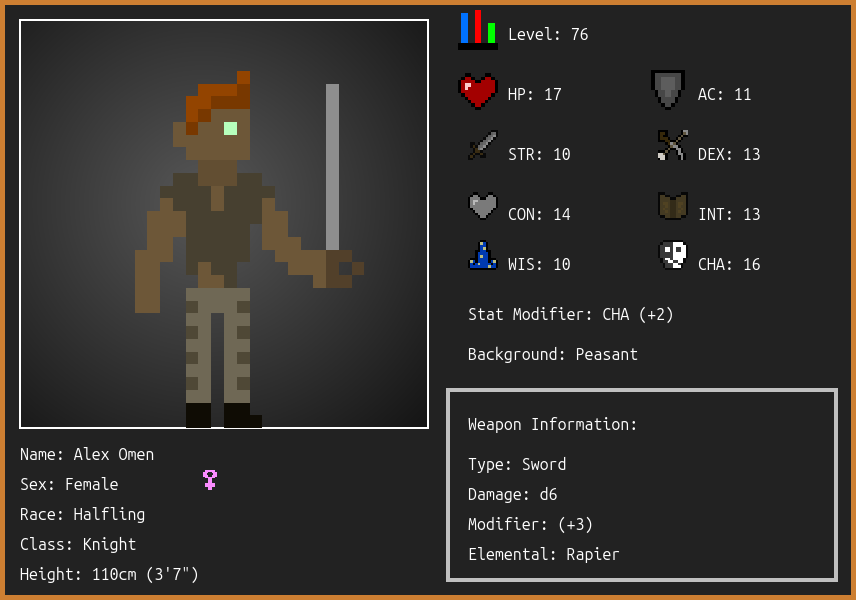 Level: 76
HP: 17
AC: 11
STR: 10
DEX: 13
CON: 14
INT: 13
WIS: 10
CHA: 16
Stat Modifier: CHA (+2)
Background: Peasant
Weapon Information:
Type: Sword
Damage: d6
Modifier: (+3)
Elemental: Rapier
Name: Alex Omen
Sex: Female
Race: Halfling
Class: Knight
Height: 110cm (3'7")